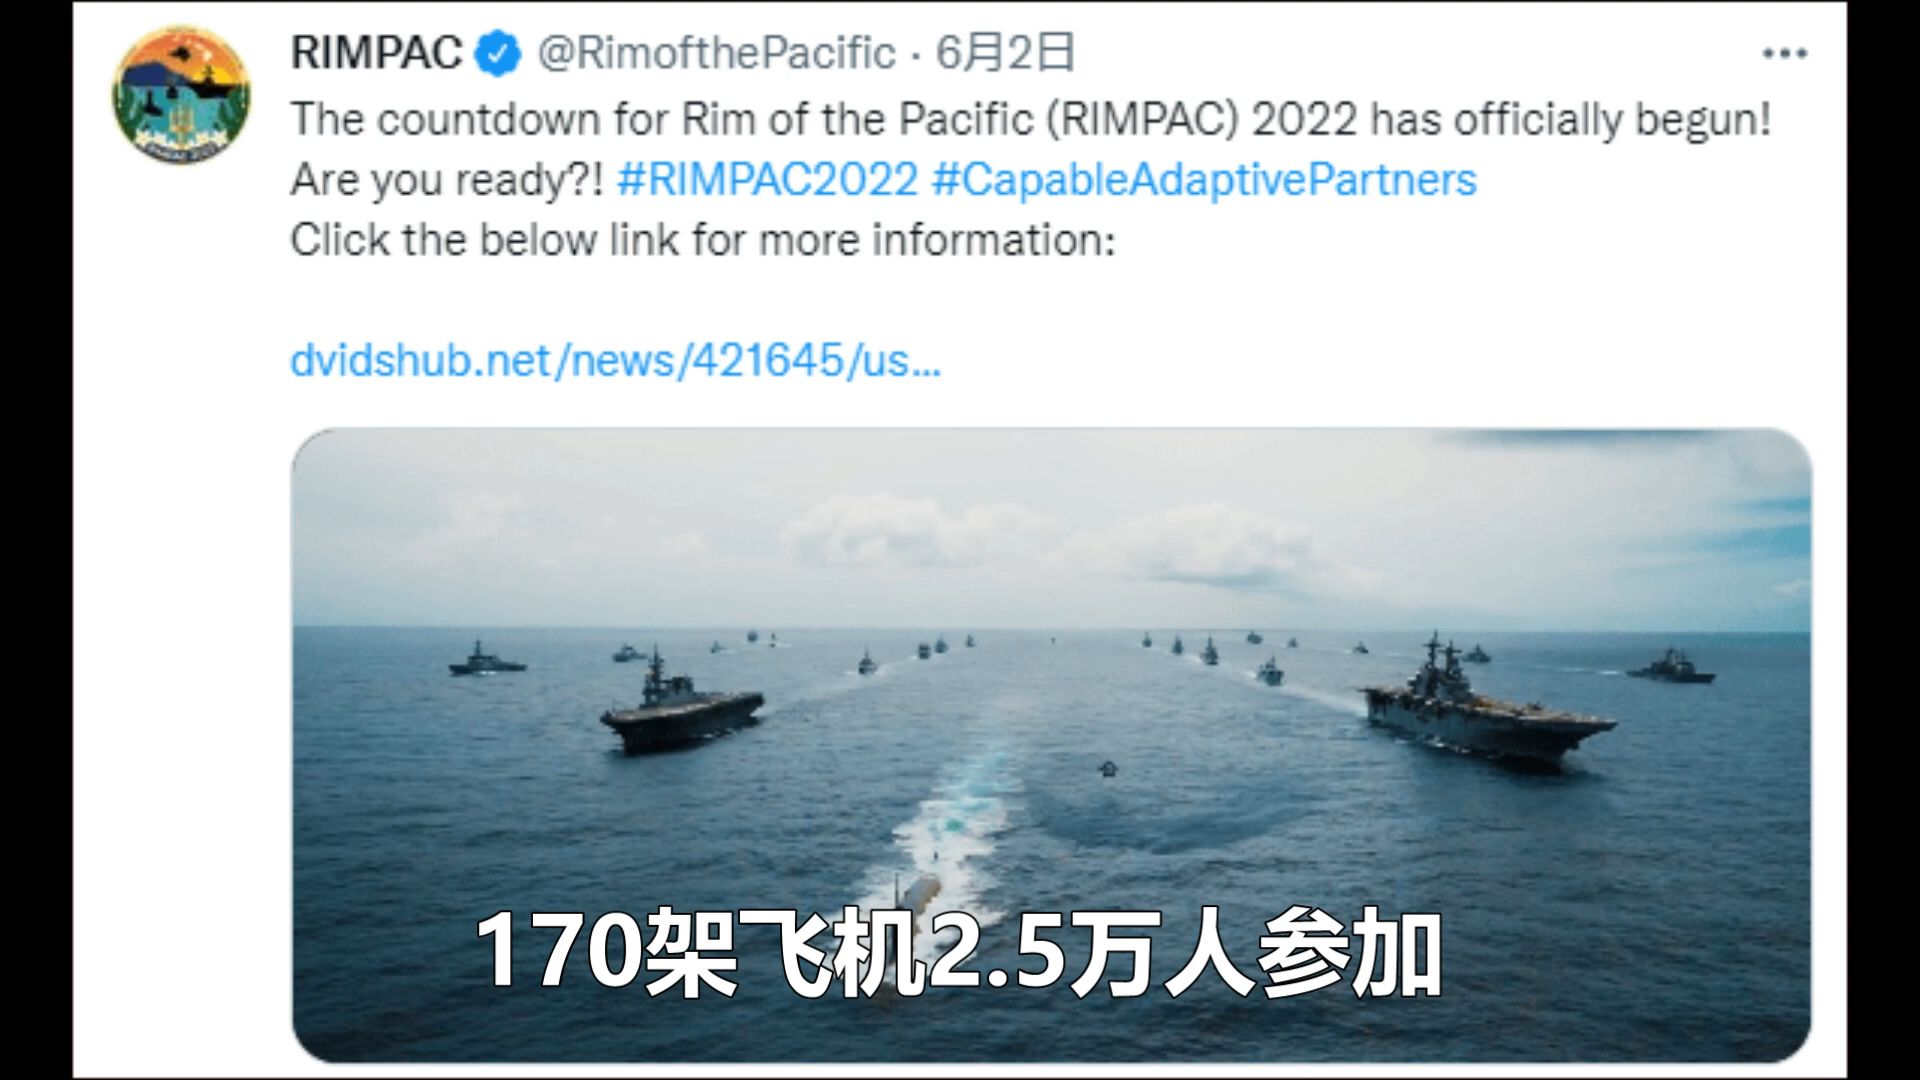 RIMPAC @RimofthePacific · 6月2日
The countdown for Rim of the Pacific (RIMPAC) 2022 has officially begun!
Are you ready?! #RIMPAC2022 #CapableAdaptivePartners
Click the below link for more information:
dvidshub.net/news/421645/us...
170架飞机2.5万人参加